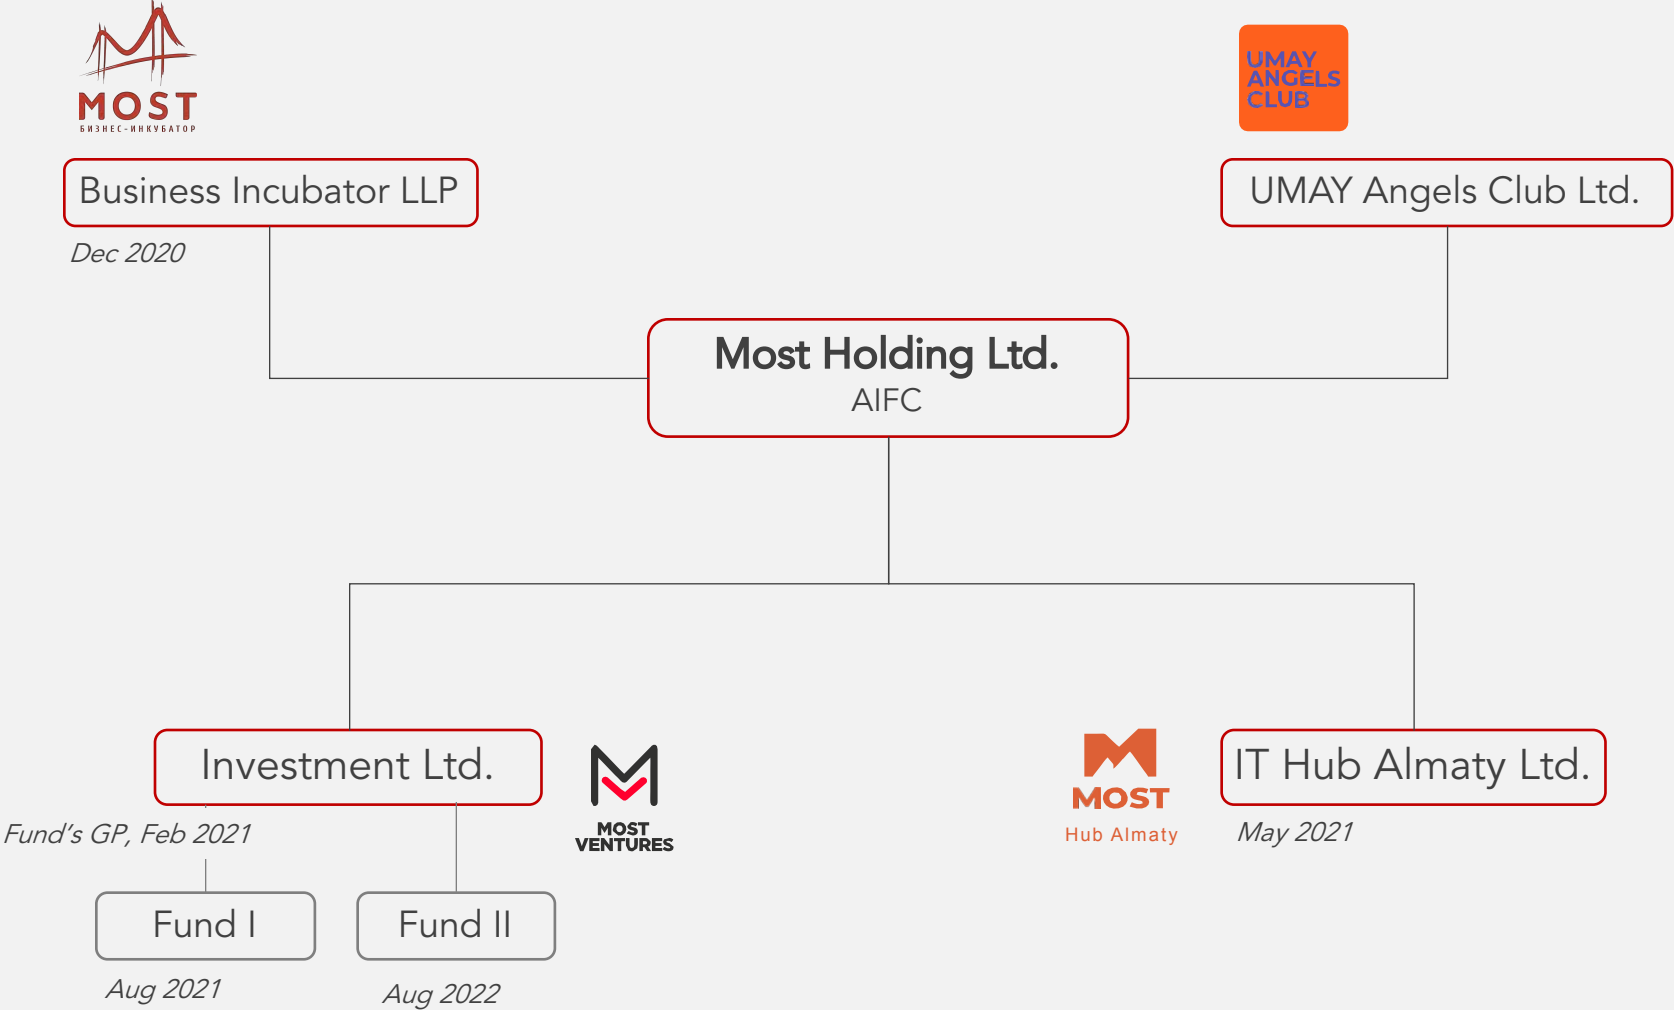 MOST
БИЗНЕС-ИНКУБАТОР
UMAY
ANGELS
CLUB
Business Incubator LLP
UMAY Angels Club Ltd.
Dec 2020
Most Holding Ltd.
AIFC
Investment Ltd.
IT Hub Almaty Ltd.
MOST
VENTURES
MOST
Hub Almaty
Fund’s GP, Feb 2021
May 2021
Fund I
Fund II
Aug 2021
Aug 2022